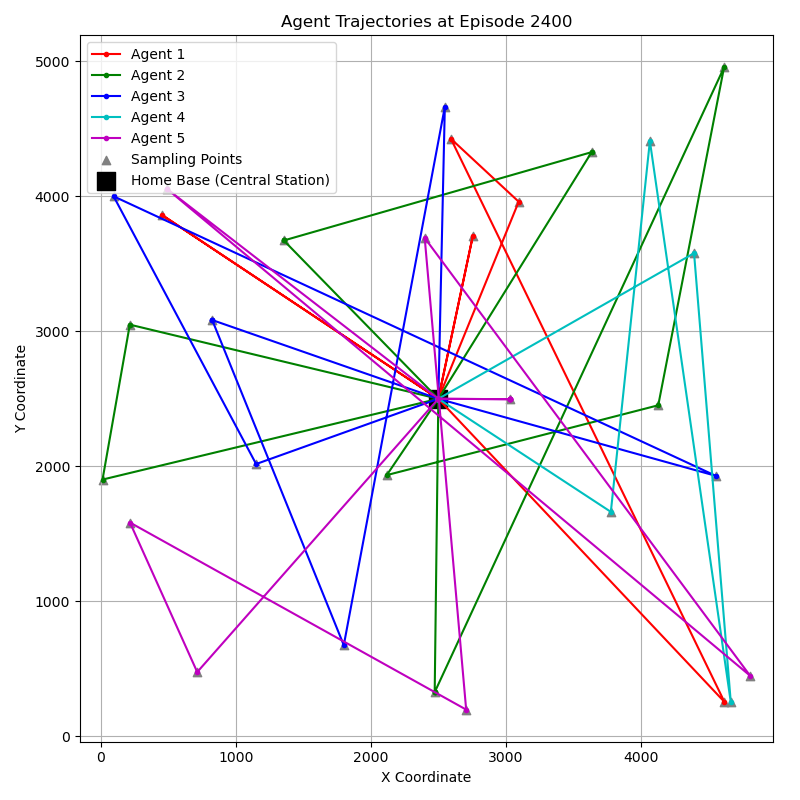 Agent Trajectories at Episode 2400
Agent 1
Agent 2
Agent 3
Agent 4
Agent 5
Sampling Points
Home Base (Central Station)
5000
4000
3000
2000
1000
0
Y Coordinate
0 1000 2000 3000 4000
X Coordinate